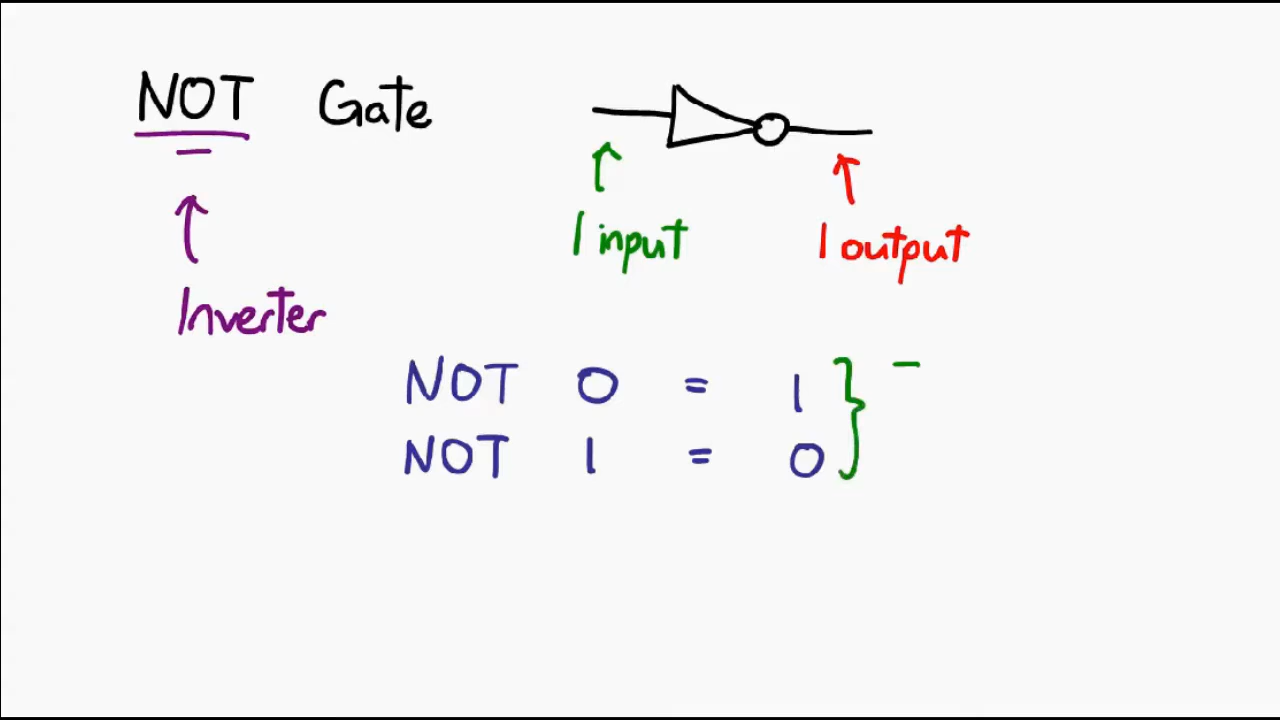 NOT Gate
1 input
1 output
Inverter
NOT 0 = 1
NOT 1 = 0